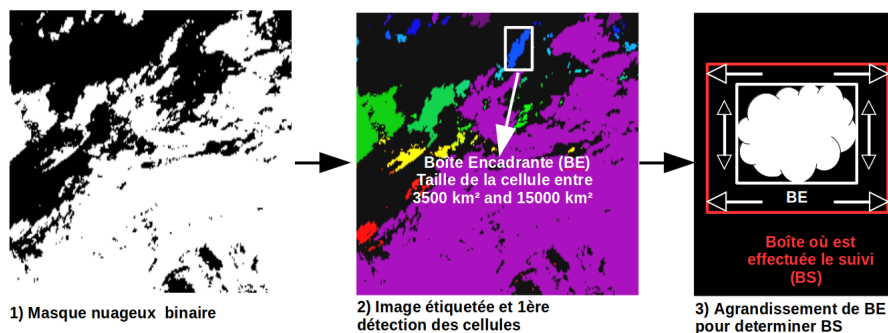 Boîte Encadrante (BE)
Taille de la cellule entre
3500 km² and 15000 km²
BE
Boîte où est
effectuée le suivi
(BS)
1) Masque nuageux binaire
2) Image étiquetée et 1ère
détection des cellules
3) Agrandissement de BE
pour determiner BS